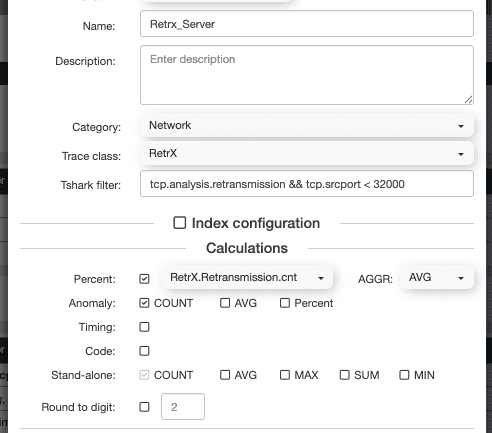 Name: Retrx_Server
Description: Enter description
Category: Network
Trace class: RetrX
Tshark filter: tcp.analysis.retransmission && tcp.srcport < 32000
Index configuration
Calculations
Percent: RetrX.Retransmission.cnt AGGR: AVG
Anomaly: COUNT AVG Percent
Timing:
Code:
Stand-alone: COUNT AVG MAX SUM MIN
Round to digit: 2